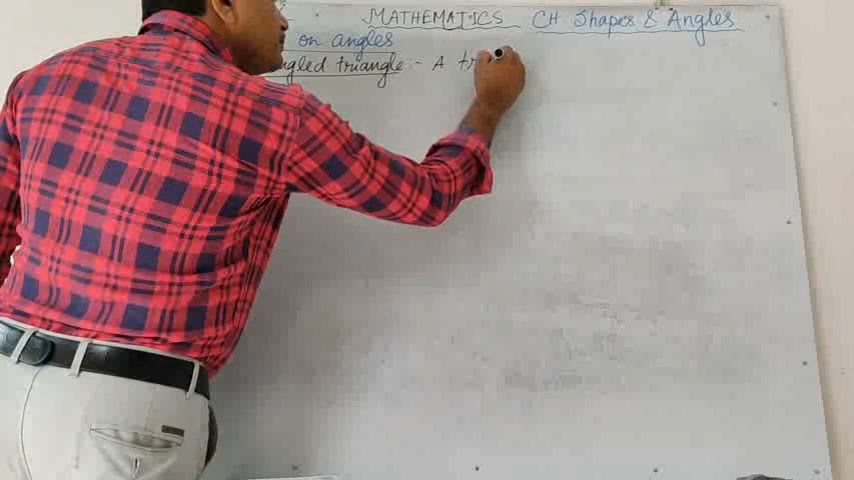 MATHEMATICS CH Shapes & Angles
on angles
ngled triangle :- A tr